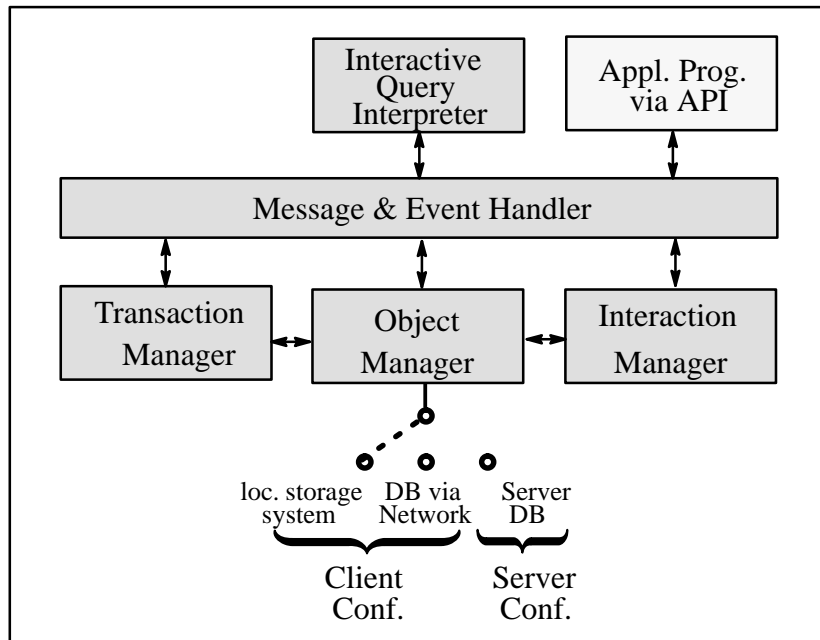 Interactive
Query
Interpreter
Appl. Prog.
via API
Message & Event Handler
Transaction
Manager
Object
Manager
Interaction
Manager
loc. storage
system
DB via
Network
Server
DB
Client
Conf.
Server
Conf.